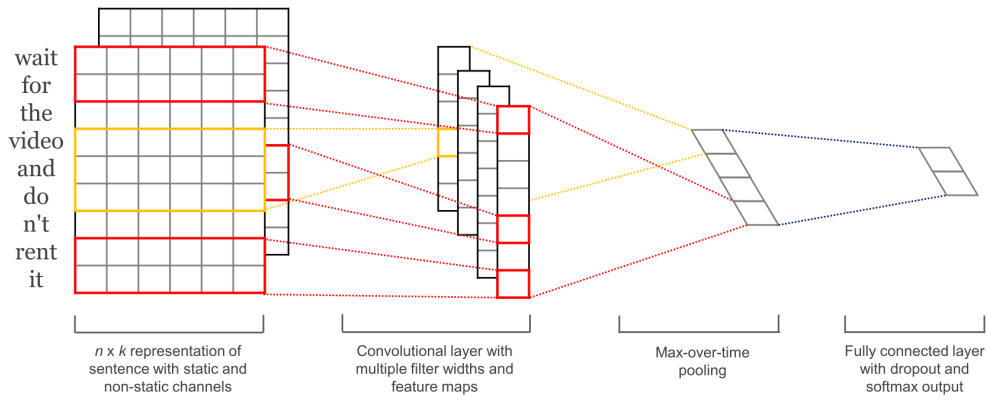 wait
for
the
video
and
do
n't
rent
it
n x k representation of
sentence with static and
non-static channels
Convolutional layer with
multiple filter widths and
feature maps
Max-over-time
pooling
Fully connected layer
with dropout and
softmax output